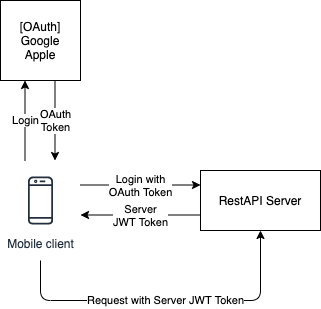 [OAuth]
Google
Apple
Login
OAuth
Token
Login with
OAuth Token
Server
JWT Token
RestAPI Server
Mobile client
Request with Server JWT Token